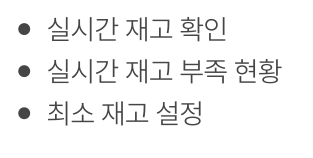 ● 실시간 재고 확인
● 실시간 재고 부족 현황
● 최소 재고 설정